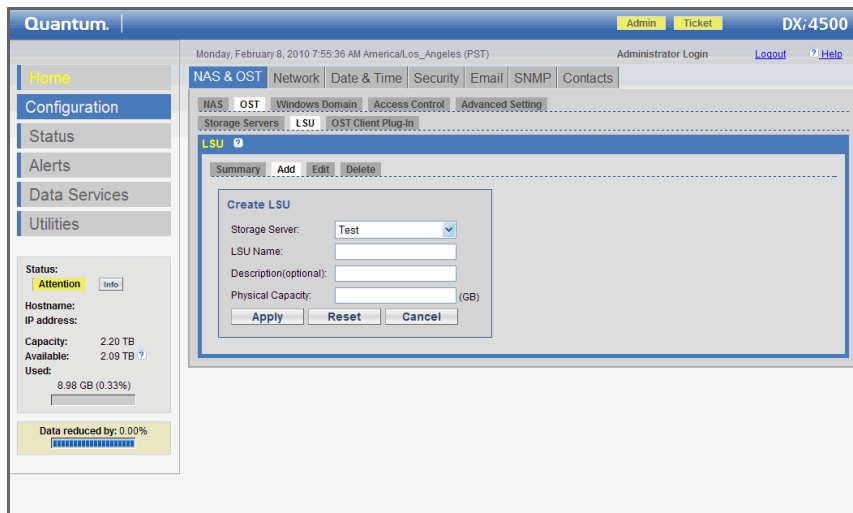 Quantum.
Admin Ticket DXi4500
Monday, February 8, 2010 7:55:36 AM America/Los_Angeles (PST) Administrator Login Logout ? Help
Home
Configuration
Status
Alerts
Data Services
Utilities
NAS & OST Network Date & Time Security Email SNMP Contacts
NAS OST Windows Domain Access Control Advanced Setting
Storage Servers LSU OST Client Plug-In
LSU ?
Summary Add Edit Delete
Create LSU
Storage Server: Test
LSU Name:
Description(optional):
Physical Capacity: (GB)
Apply Reset Cancel
Status:
Attention Info
Hostname:
IP address:
Capacity: 2.20 TB
Available: 2.09 TB ?
Used:
8.98 GB (0.33%)
Data reduced by: 0.00%